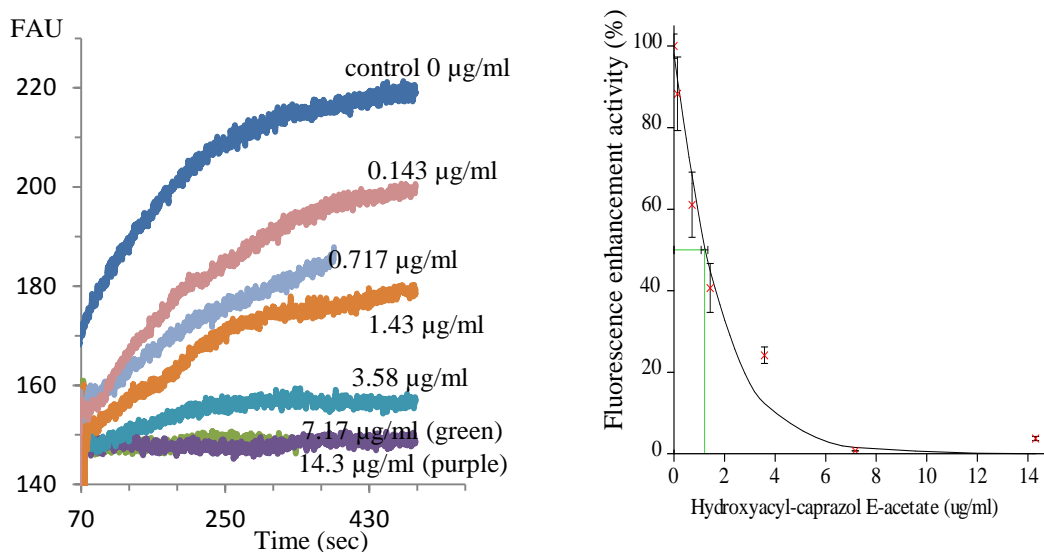 FAU
220
200
180
160
140
control 0 µg/ml
0.143 µg/ml
0.717 µg/ml
1.43 µg/ml
3.58 µg/ml
7.17 µg/ml (green)
14.3 µg/ml (purple)
70
250
430
Time (sec)
Fluorescence enhancement activity (%)
100
80
60
40
20
0
0
2
4
6
8
10
12
14
Hydroxyacyl-caprazol E-acetate (ug/ml)